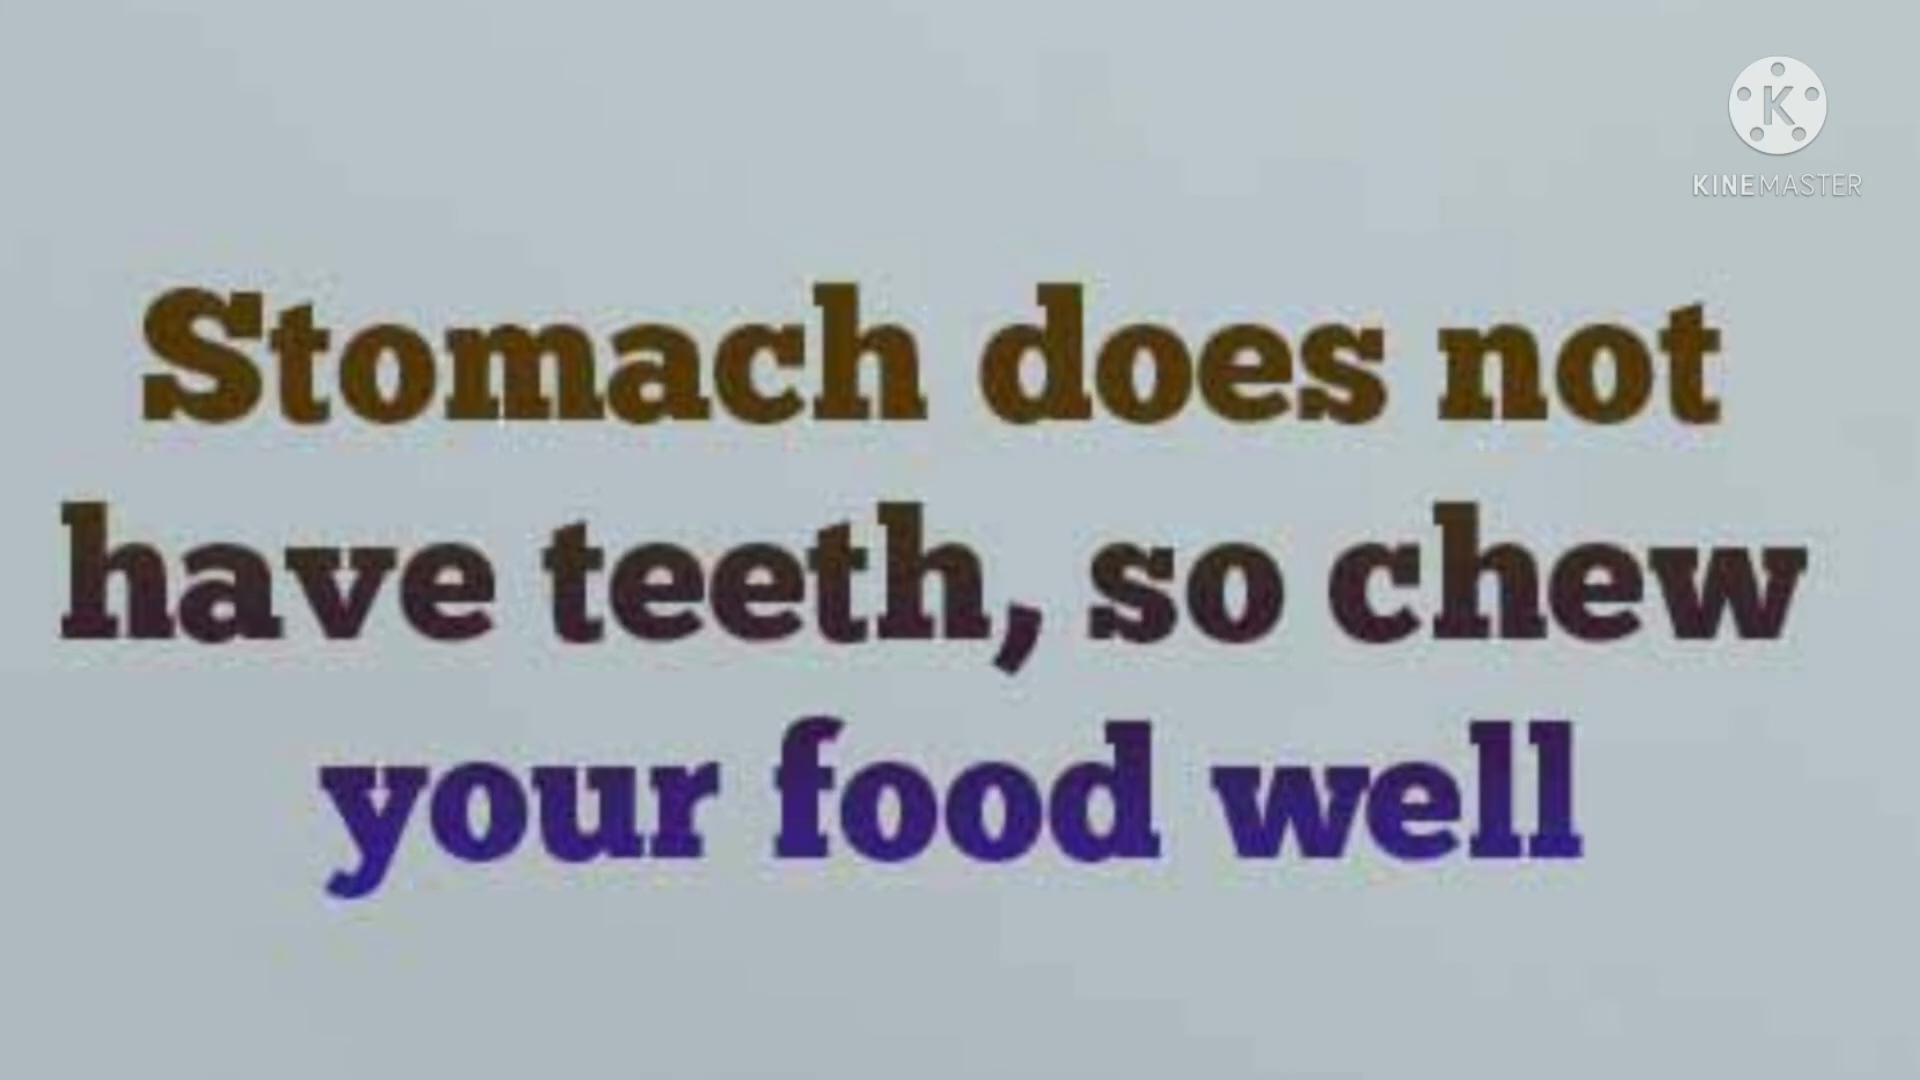 K
KINEMASTER
Stomach does not
have teeth, so chew
your food well